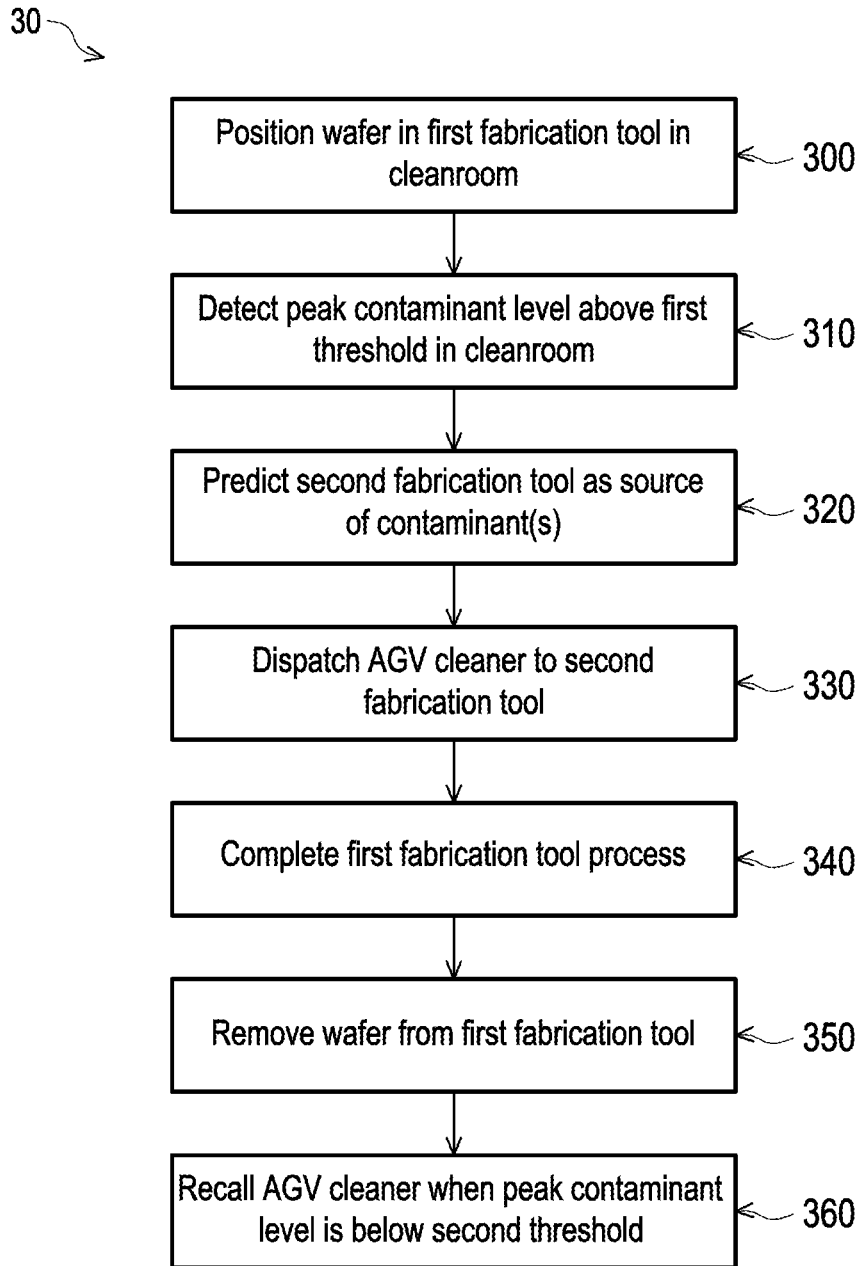 30
Position wafer in first fabrication tool in
cleanroom
300
Detect peak contaminant level above first
threshold in cleanroom
310
Predict second fabrication tool as source
of contaminant(s)
320
Dispatch AGV cleaner to second
fabrication tool
330
Complete first fabrication tool process
340
Remove wafer from first fabrication tool
350
Recall AGV cleaner when peak contaminant
level is below second threshold
360